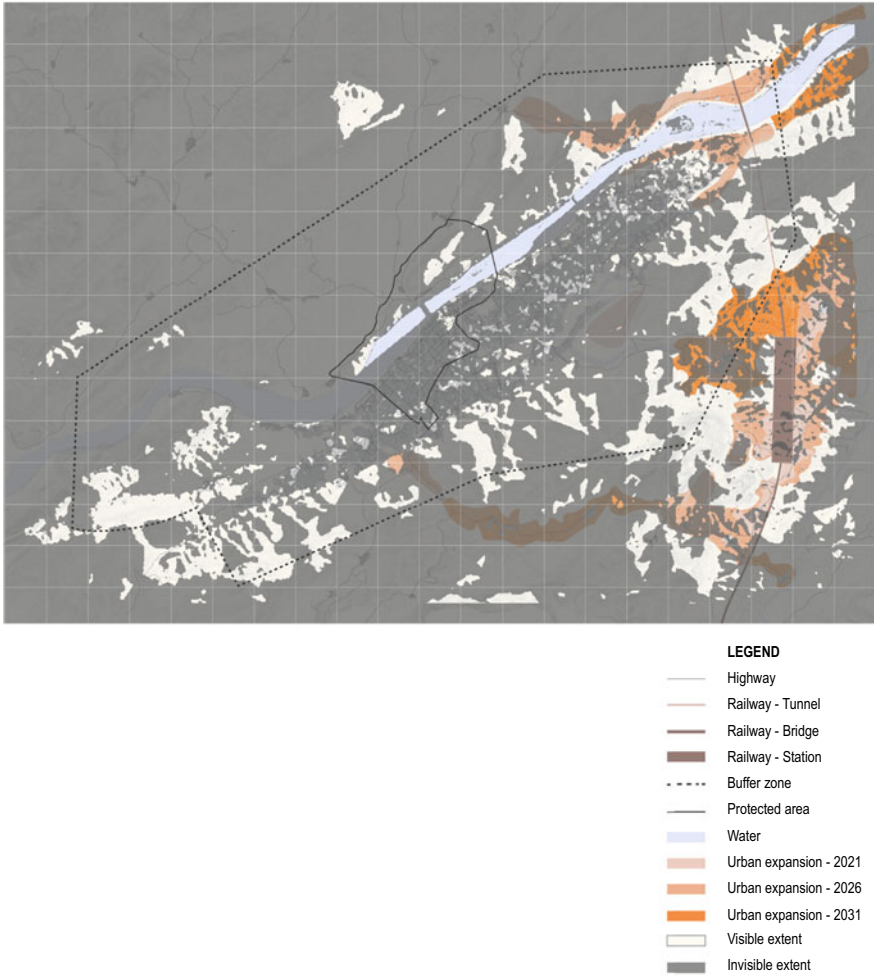 LEGEND
Highway
Railway - Tunnel
Railway - Bridge
Railway - Station
Buffer zone
Protected area
Water
Urban expansion - 2021
Urban expansion - 2026
Urban expansion - 2031
Visible extent
Invisible extent